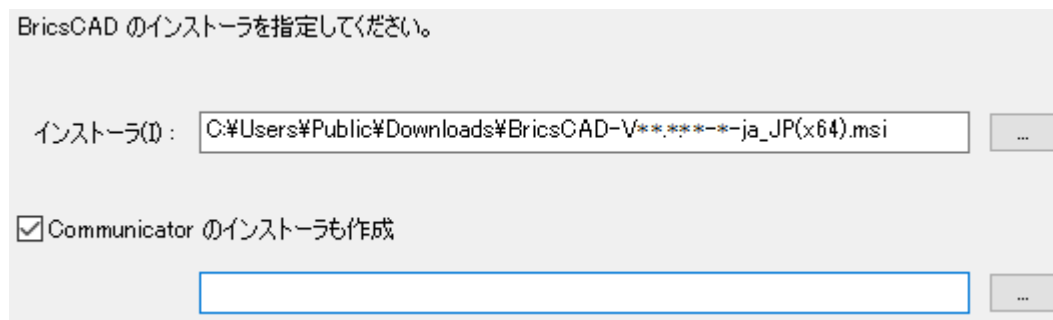 BricsCAD のインストーラを指定してください。
インストーラ(I) : C:¥Users¥Public¥Downloads¥BricsCAD-V**.***-*-ja_JP(x64).msi ...
Communicator のインストーラも作成
...